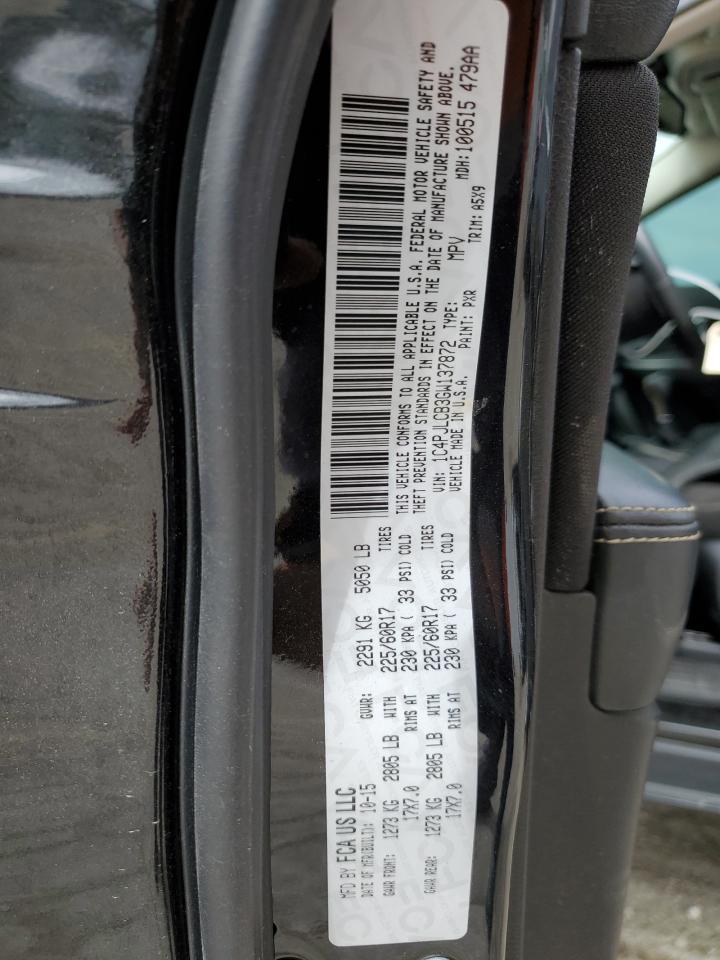 MFD BY FCA US LLC
DATE OF MFR(BUILT): 10-15 GVWR: 2291 KG 5050 LB
GAWR FRONT: 1273 KG 2805 LB WITH 225/60R17 TIRES
17X7.0 RIMS AT 230 KPA ( 33 PSI) COLD
GAWR REAR: 1273 KG 2805 LB WITH 225/60R17 TIRES
17X7.0 RIMS AT 230 KPA ( 33 PSI) COLD
THIS VEHICLE CONFORMS TO ALL APPLICABLE U.S.A. FEDERAL MOTOR VEHICLE SAFETY AND
THEFT PREVENTION STANDARDS IN EFFECT ON THE DATE OF MANUFACTURE SHOWN ABOVE.
VIN: 1C4PJLCB3GW137872 TYPE: MPV MDH:100515 479AA
VEHICLE MADE IN U.S.A. PAINT: PXR TRIM: A5X9